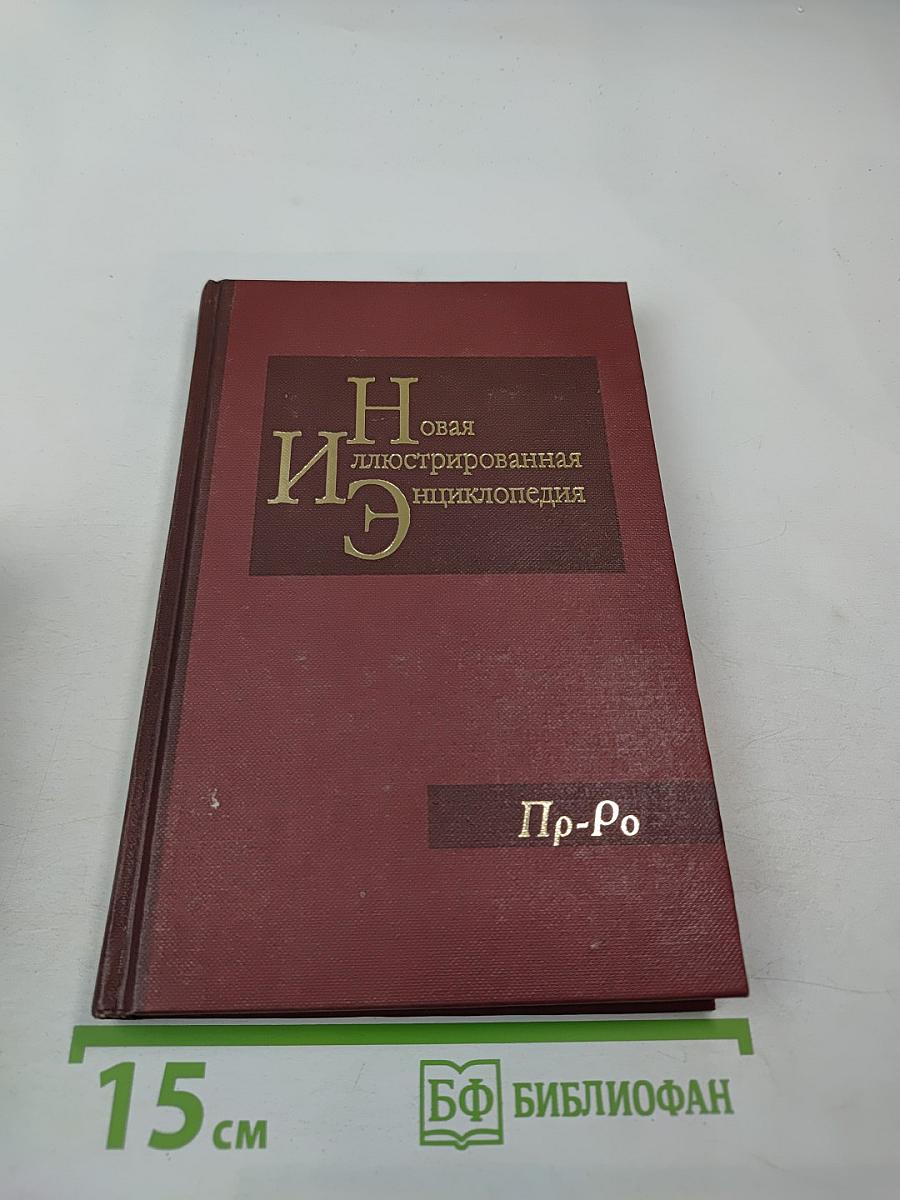 Новая
Иллюстрированная
Энциклопедия
Пр-Ро
15 см
БФ БИБЛИОФАН